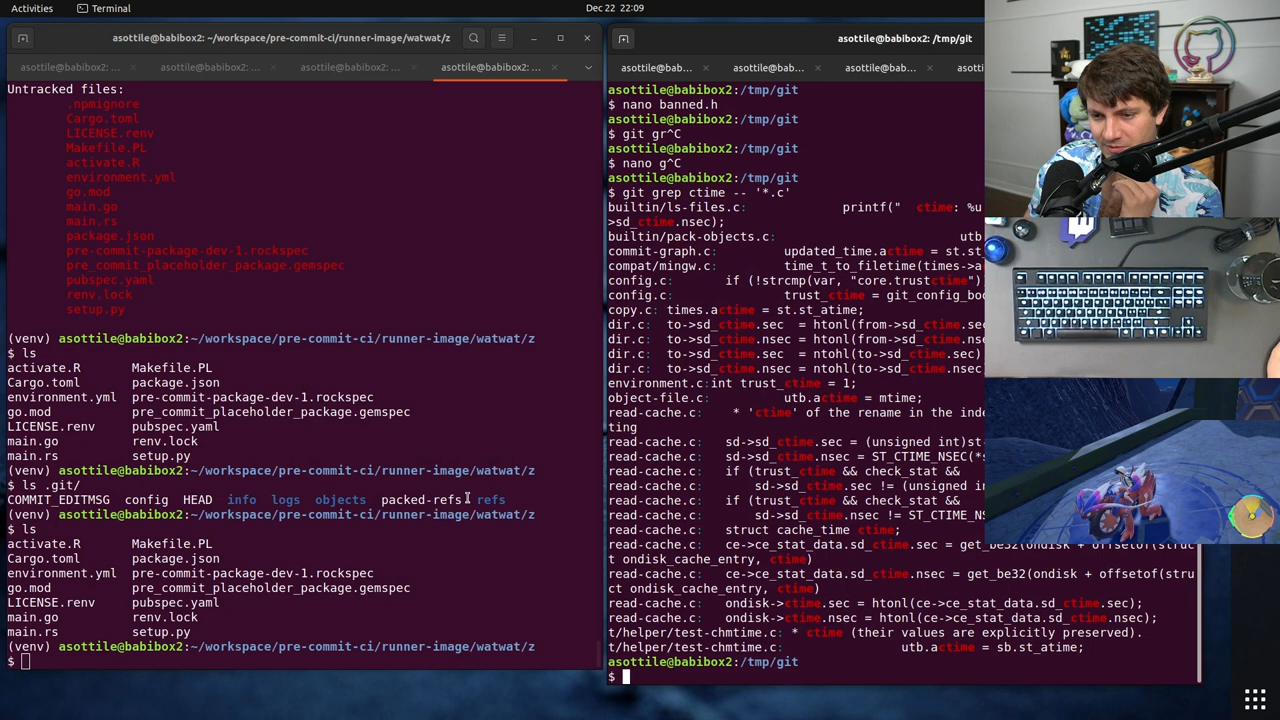 Activities
Terminal
Dec 22 22:09
asottile@babibox2: ~/workspace/pre-commit-ci/runner-image/watwat/z
asottile@babibox2: ...
asottile@babibox2: ...
asottile@babibox2: ...
asottile@babibox2: ...
Untracked files:
.npmignore
Cargo.toml
LICENSE.renv
Makefile.PL
activate.R
environment.yml
go.mod
main.go
main.rs
package.json
pre-commit-package-dev-1.rockspec
pre_commit_placeholder_package.gemspec
pubspec.yaml
renv.lock
setup.py
(venv) asottile@babibox2:~/workspace/pre-commit-ci/runner-image/watwat/z
$ ls
activate.R Makefile.PL
Cargo.toml package.json
environment.yml pre-commit-package-dev-1.rockspec
go.mod pre_commit_placeholder_package.gemspec
LICENSE.renv pubspec.yaml
main.go renv.lock
main.rs setup.py
(venv) asottile@babibox2:~/workspace/pre-commit-ci/runner-image/watwat/z
$ ls .git/
COMMIT_EDITMSG config HEAD info logs objects packed-refs refs
(venv) asottile@babibox2:~/workspace/pre-commit-ci/runner-image/watwat/z
$ ls
activate.R Makefile.PL
Cargo.toml package.json
environment.yml pre-commit-package-dev-1.rockspec
go.mod pre_commit_placeholder_package.gemspec
LICENSE.renv pubspec.yaml
main.go renv.lock
main.rs setup.py
(venv) asottile@babibox2:~/workspace/pre-commit-ci/runner-image/watwat/z
$
asottile@babibox2: /tmp/git
asottile@bab...
asottile@bab...
asottile@bab...
asotti
asottile@babibox2:/tmp/git
$ nano banned.h
asottile@babibox2:/tmp/git
$ git gr^C
asottile@babibox2:/tmp/git
$ nano g^C
asottile@babibox2:/tmp/git
$ git grep ctime -- '*.c'
builtin/ls-files.c: printf(" ctime: %u
>sd_ctime.nsec);
builtin/pack-objects.c: utb
commit-graph.c: updated_time.actime = st.st
compat/mingw.c: time_t_to_filetime(times->a
config.c: if (!strcmp(var, "core.trustctime")
config.c: trust_ctime = git_config_boo
copy.c: times.actime = st.st_atime;
dir.c: to->sd_ctime.sec = htonl(from->sd_ctime.sec)
dir.c: to->sd_ctime.nsec = htonl(from->sd_ctime.nsec
dir.c: to->sd_ctime.sec = ntohl(to->sd_ctime.sec)
dir.c: to->sd_ctime.nsec = ntohl(to->sd_ctime.nsec
environment.c:int trust_ctime = 1;
object-file.c: utb.actime = mtime;
read-cache.c: * 'ctime' of the rename in the inde
ting
read-cache.c: sd->sd_ctime.sec = (unsigned int)st
read-cache.c: sd->sd_ctime.nsec = ST_CTIME_NSEC(*s
read-cache.c: if (trust_ctime && check_stat &&
read-cache.c: sd->sd_ctime.sec != (unsigned in
read-cache.c: if (trust_ctime && check_stat &&
read-cache.c: sd->sd_ctime.nsec != ST_CTIME_NS
read-cache.c: struct cache_time ctime;
read-cache.c: ce->ce_stat_data.sd_ctime.sec = get_be32(ondisk + offsetof(struc
t ondisk_cache_entry, ctime)
read-cache.c: ce->ce_stat_data.sd_ctime.nsec = get_be32(ondisk + offsetof(stru
ct ondisk_cache_entry, ctime)
read-cache.c: ondisk->ctime.sec = htonl(ce->ce_stat_data.sd_ctime.sec);
read-cache.c: ondisk->ctime.nsec = htonl(ce->ce_stat_data.sd_ctime.nsec);
t/helper/test-chmtime.c: * ctime (their values are explicitly preserved).
t/helper/test-chmtime.c: utb.actime = sb.st_atime;
asottile@babibox2:/tmp/git
$